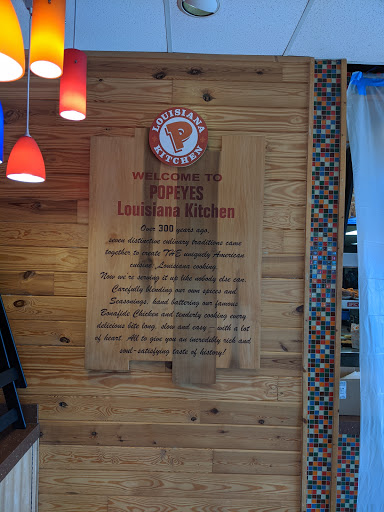 LOUISIANA
P
KITCHEN
WELCOME TO
POPEYES
Louisiana Kitchen
Over 300 years ago,
seven distinctive culinary traditions came
together to create THE uniquely American
cuisine, Louisiana cooking.
Now we're serving it up like nobody else can.
Carefully blending our own spices and
Seasonings, hand battering our famous
Bonafide Chicken and tenderly cooking every
delicious bite long, slow and easy – with a lot
of heart. All to give you an incredibly rich and
soul-satisfying taste of history!